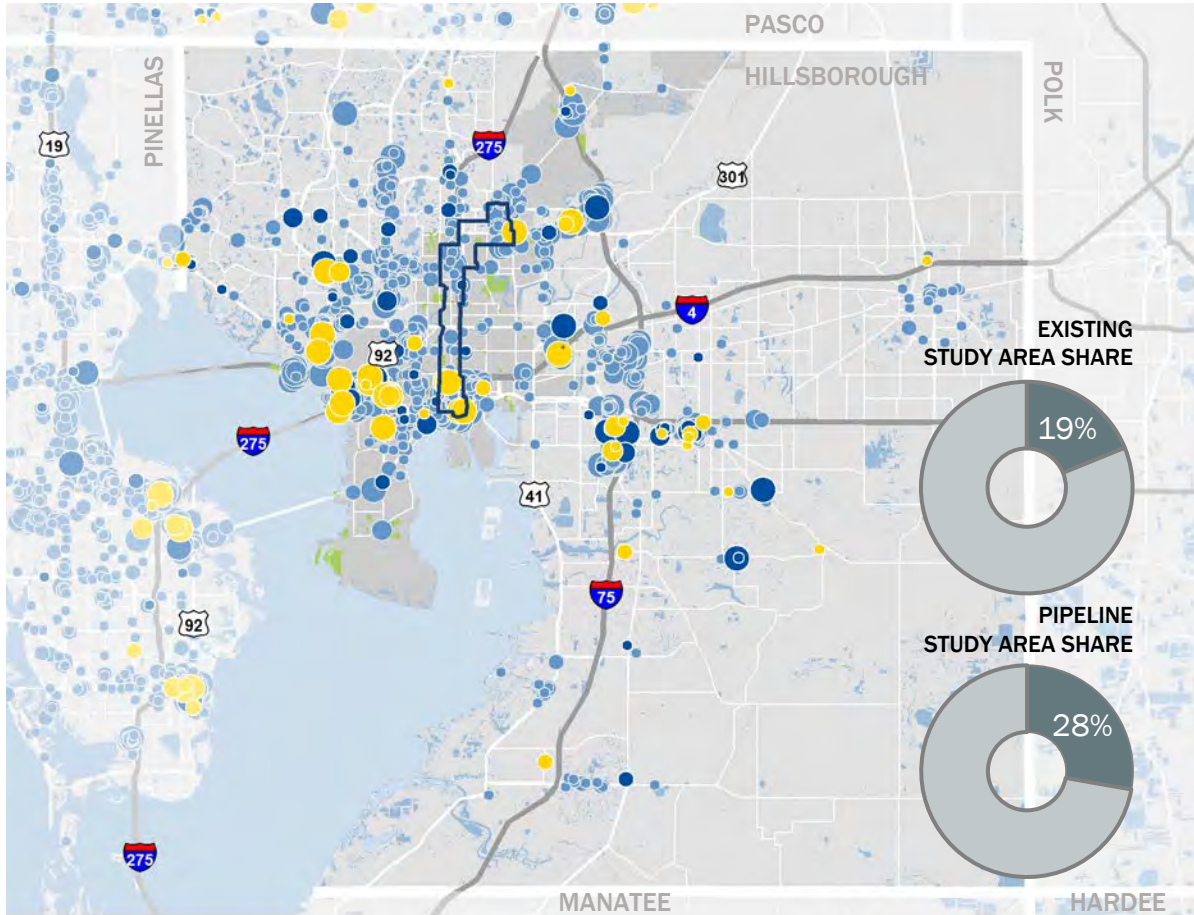 PASCO
HILLSBOROUGH
PINELLAS
POLK
19
275
301
4
EXISTING
STUDY AREA SHARE
92
19%
275
41
75
PIPELINE
STUDY AREA SHARE
92
28%
275
MANATEE
HARDEE